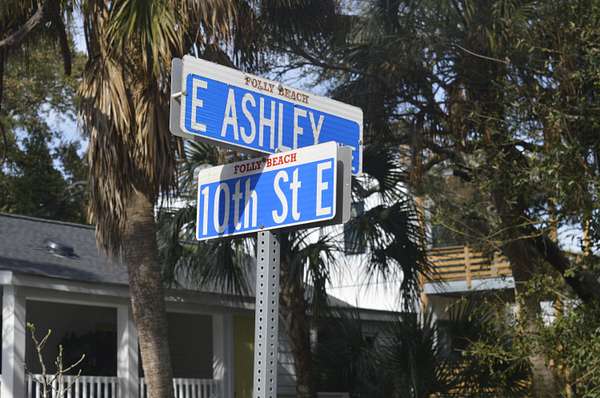 FOLLY BEACH
E ASHLEY
FOLLY BEACH
10th St E